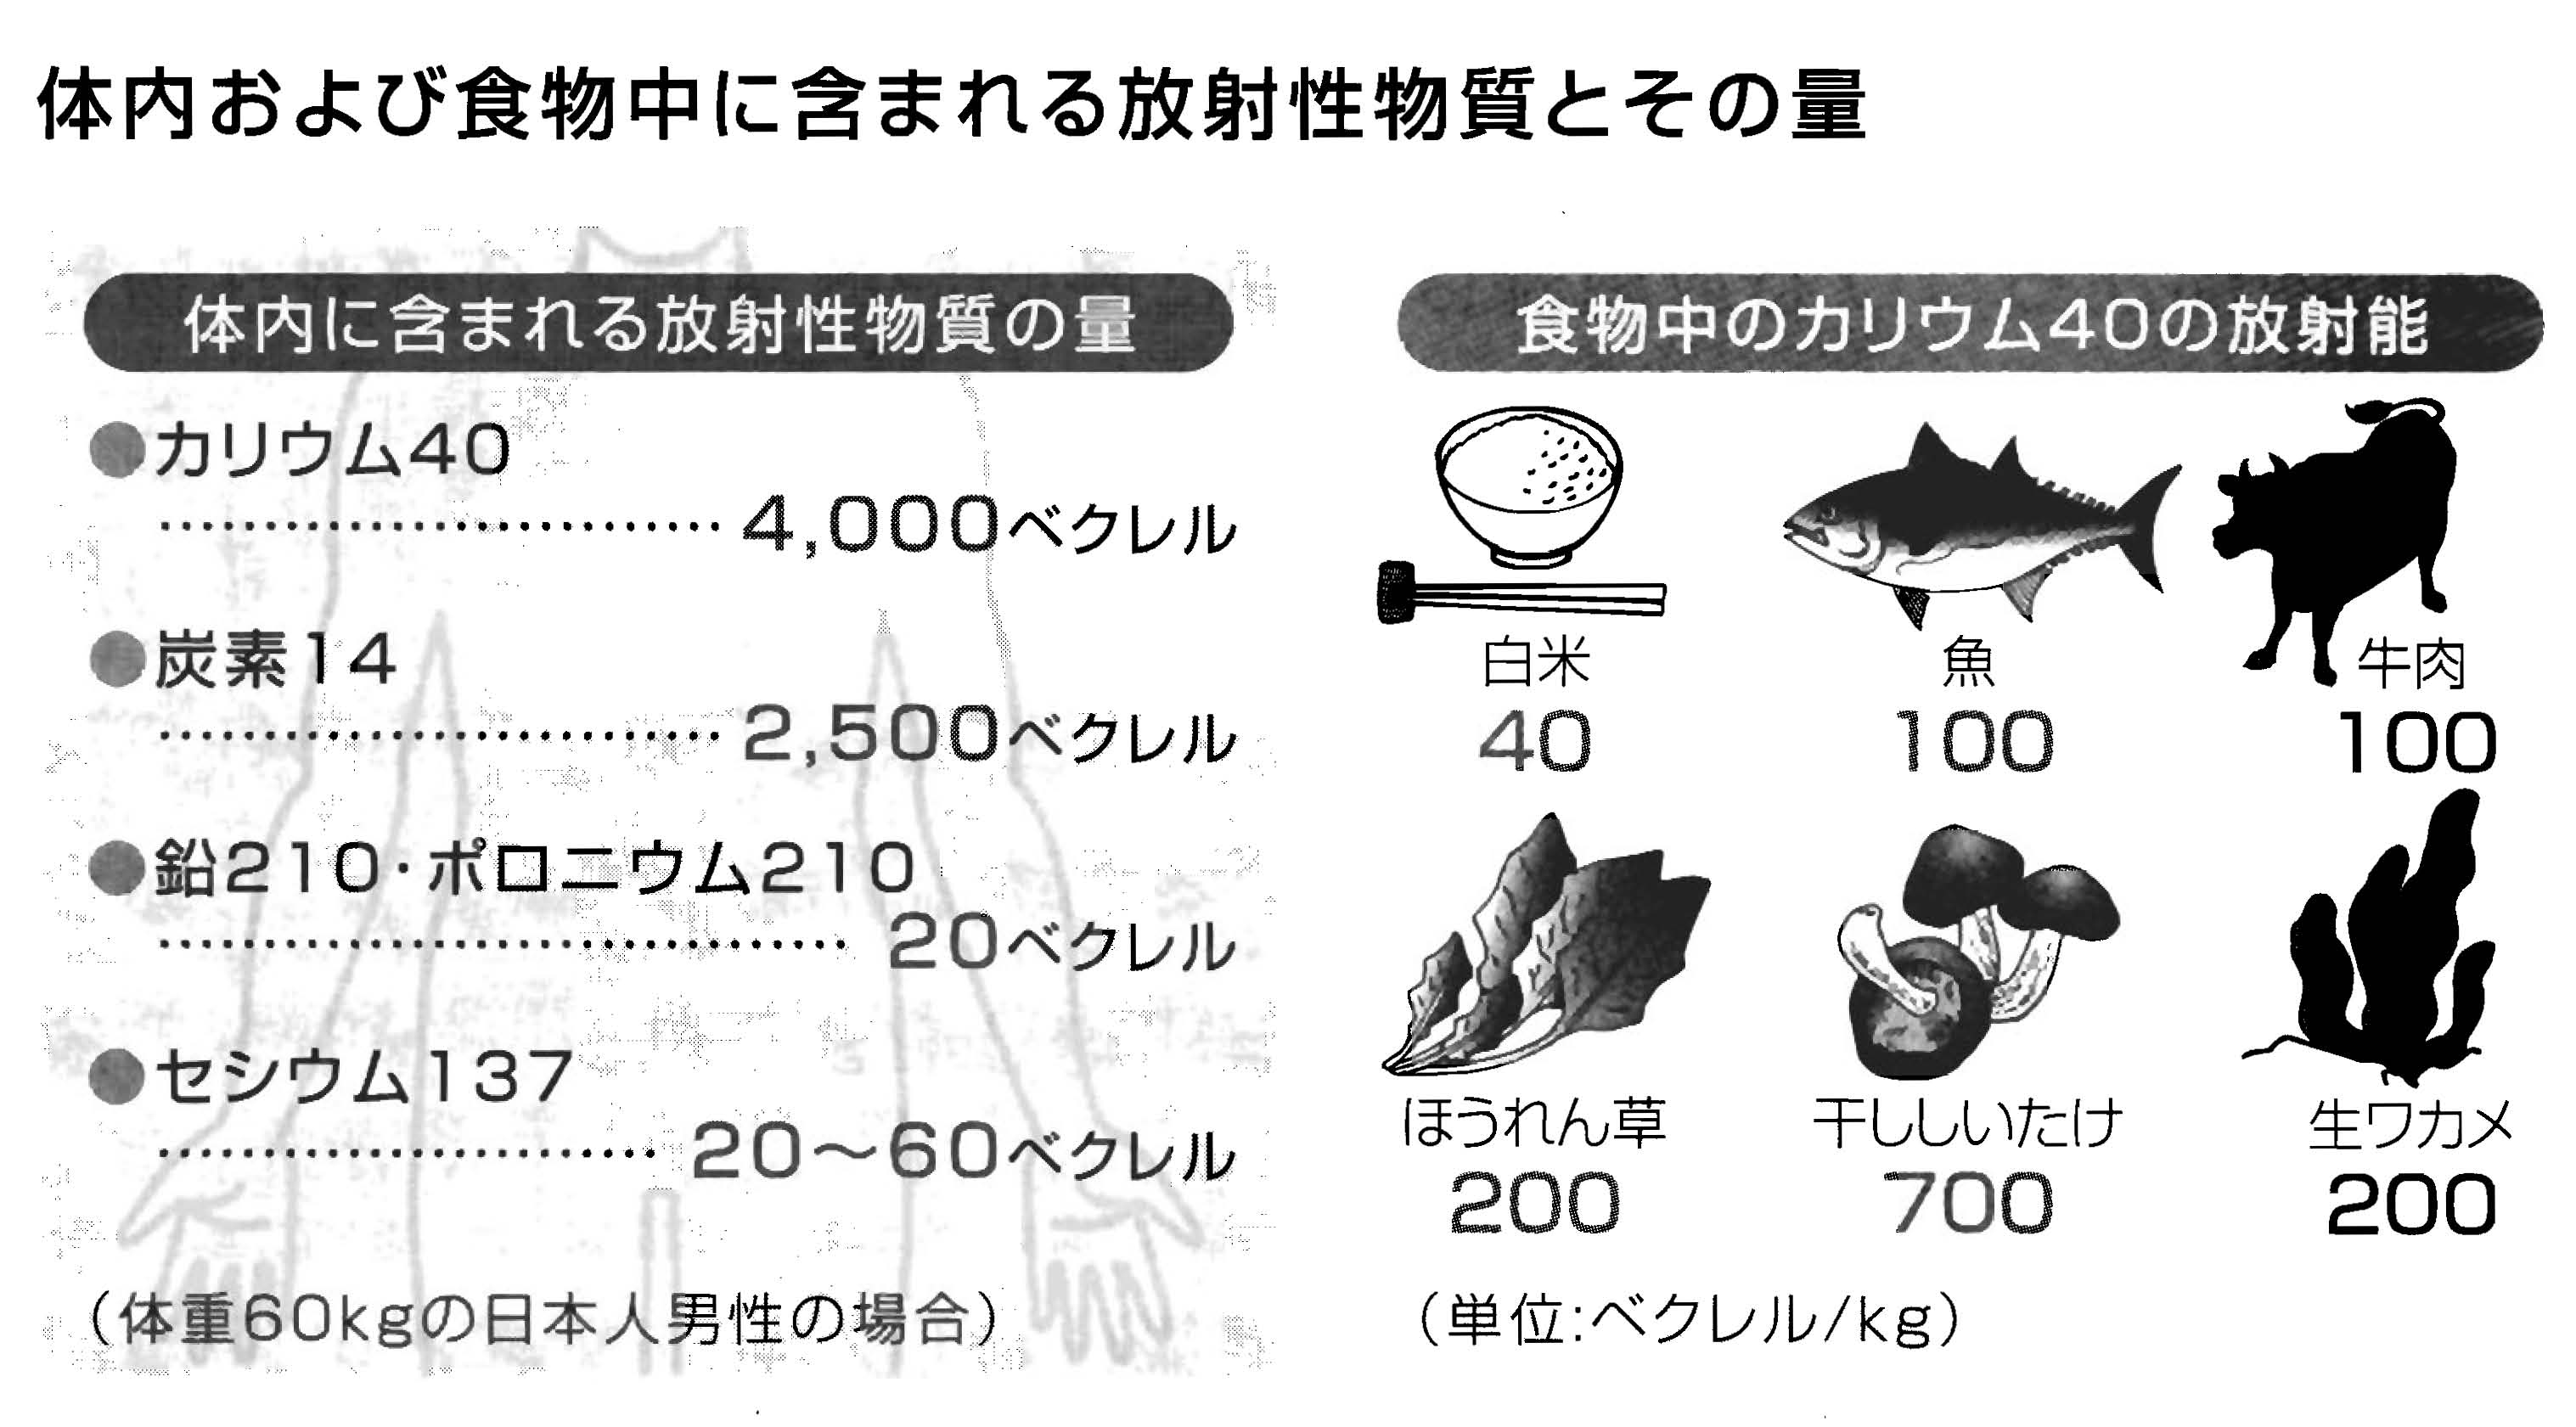 体内および食物中に含まれる放射性物質とその量
体内に含まれる放射性物質の量
●カリウム40
4,000ベクレル
●炭素14
2,500ベクレル
●鉛210・ポロニウム210
20ベクレル
●セシウム137
20～60ベクレル
（体重60kgの日本人男性の場合）
食物中のカリウム40の放射能
白米 魚 牛肉
40 100 100
ほうれん草 干ししいたけ 生ワカメ
200 700 200
（単位:ベクレル/kg）